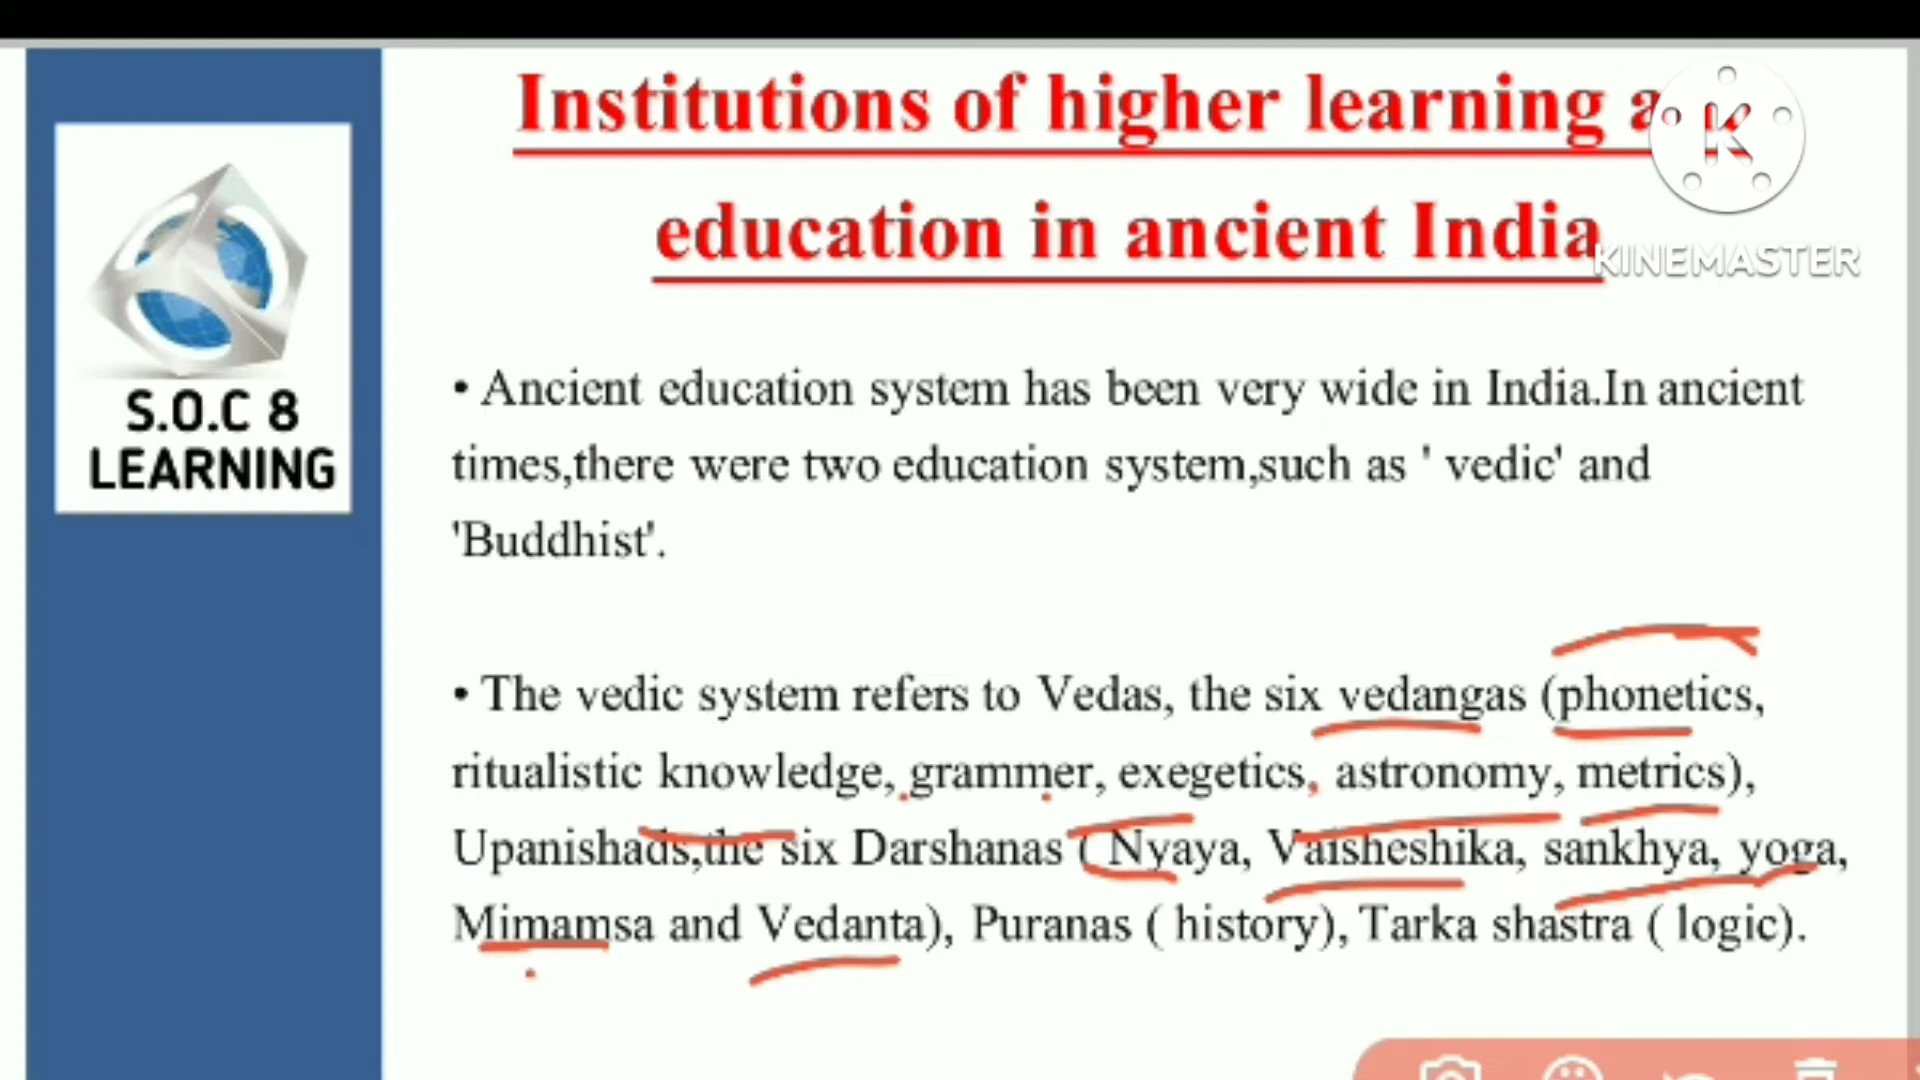 Institutions of higher learning
education in ancient India
KINEMASTER
S.O.C 8
LEARNING
• Ancient education system has been very wide in India.In ancient
times,there were two education system,such as ' vedic' and
'Buddhist'.
• The vedic system refers to Vedas, the six vedangas (phonetics,
ritualistic knowledge, grammer, exegetics, astronomy, metrics),
Upanishads,the six Darshanas ( Nyaya, Vaisheshika, sankhya, yoga,
Mimamsa and Vedanta), Puranas ( history), Tarka shastra ( logic).